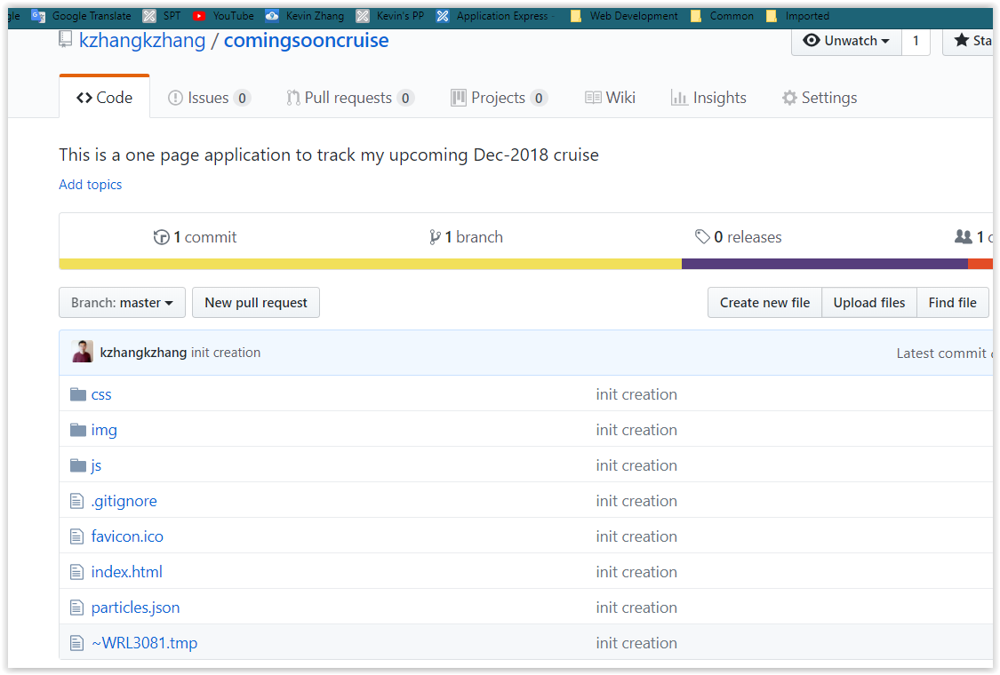 gle Google Translate SPT YouTube Kevin Zhang Kevin's PP Application Express - Web Development Common Imported
kzhangkzhang / comingsooncruise Unwatch 1 Sta
Code Issues 0 Pull requests 0 Projects 0 Wiki Insights Settings
This is a one page application to track my upcoming Dec-2018 cruise
Add topics
1 commit 1 branch 0 releases 1 c
Branch: master New pull request Create new file Upload files Find file
kzhangkzhang init creation Latest commit
css init creation
img init creation
js init creation
.gitignore init creation
favicon.ico init creation
index.html init creation
particles.json init creation
~WRL3081.tmp init creation